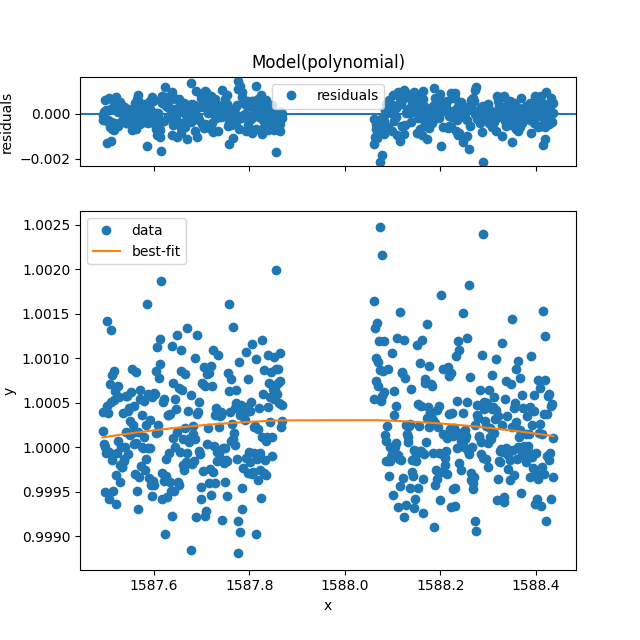 Model(polynomial)
residuals
0.000
−0.002
residuals
1.0025
1.0020
1.0015
1.0010
1.0005
1.0000
0.9995
0.9990
y
data
best-fit
1587.6
1587.8
1588.0
1588.2
1588.4
x